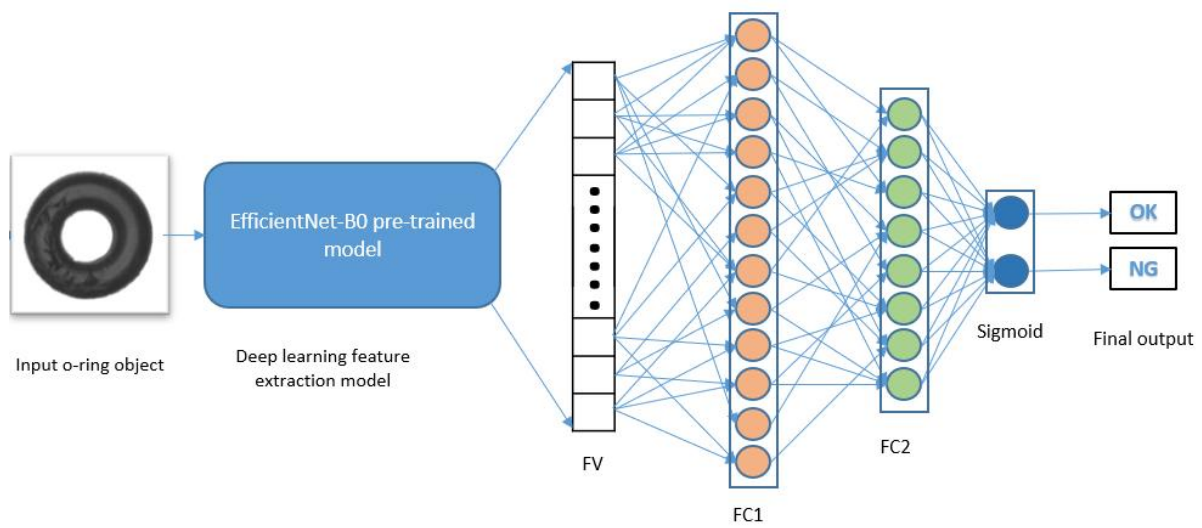 EfficientNet-B0 pre-trained
model
OK
NG
Input o-ring object
Deep learning feature
extraction model
FV
FC1
FC2
Sigmoid
Final output